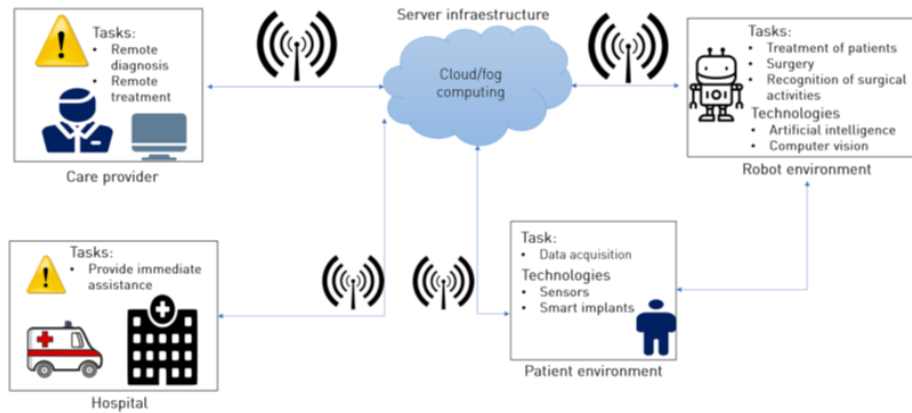 Server infraestructure
Cloud/fog
computing
Tasks:
• Remote
diagnosis
• Remote
treatment
Care provider
Tasks:
• Treatment of patients
• Surgery
• Recognition of surgical
activities
Technologies
• Artificial intelligence
• Computer vision
Robot environment
Tasks:
• Provide immediate
assistance
Hospital
Task:
• Data acquisition
Technologies
• Sensors
• Smart implants
Patient environment